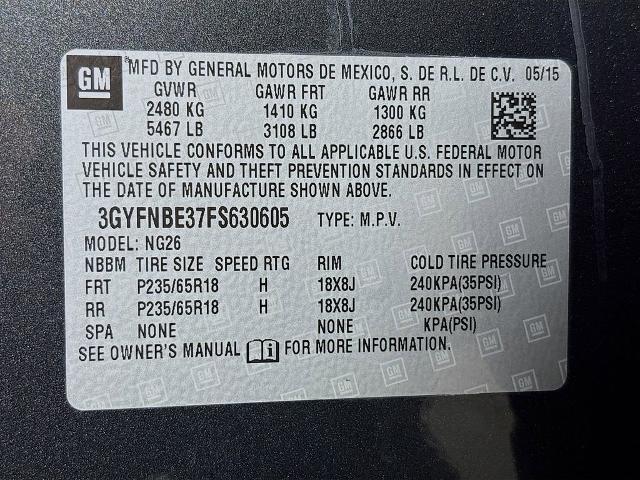 GM MFD BY GENERAL MOTORS DE MEXICO, S. DE R.L. DE C.V. 05/15
GVWR GAWR FRT GAWR RR
2480 KG 1410 KG 1300 KG
5467 LB 3108 LB 2866 LB
THIS VEHICLE CONFORMS TO ALL APPLICABLE U.S. FEDERAL MOTOR
VEHICLE SAFETY AND THEFT PREVENTION STANDARDS IN EFFECT ON
THE DATE OF MANUFACTURE SHOWN ABOVE.
3GYFNBE37FS630605 TYPE: M.P.V.
MODEL: NG26
NBBM TIRE SIZE SPEED RTG RIM COLD TIRE PRESSURE
FRT P235/65R18 H 18X8J 240KPA(35PSI)
RR P235/65R18 H 18X8J 240KPA(35PSI)
SPA NONE NONE KPA(PSI)
SEE OWNER'S MANUAL i FOR MORE INFORMATION.